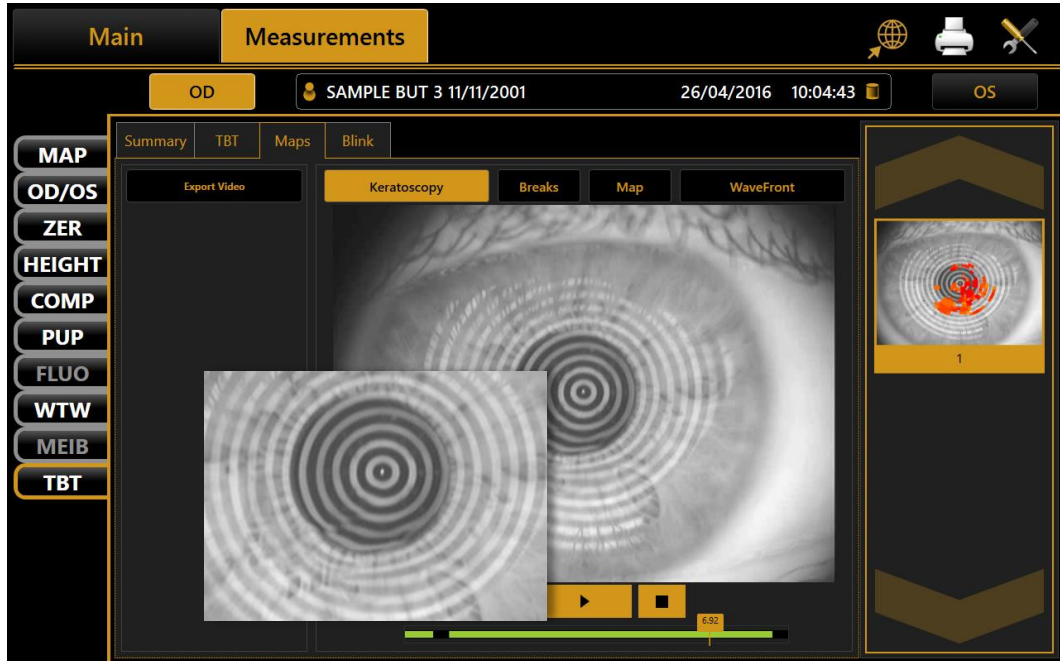 Main Measurements
OD SAMPLE BUT 3 11/11/2001 26/04/2016 10:04:43 OS
Summary TBT Maps Blink
MAP
OD/OS
ZER
HEIGHT
COMP
PUP
FLUO
WTW
MEIB
TBT
Export Video
Keratoscopy Breaks Map WaveFront
1
6.92